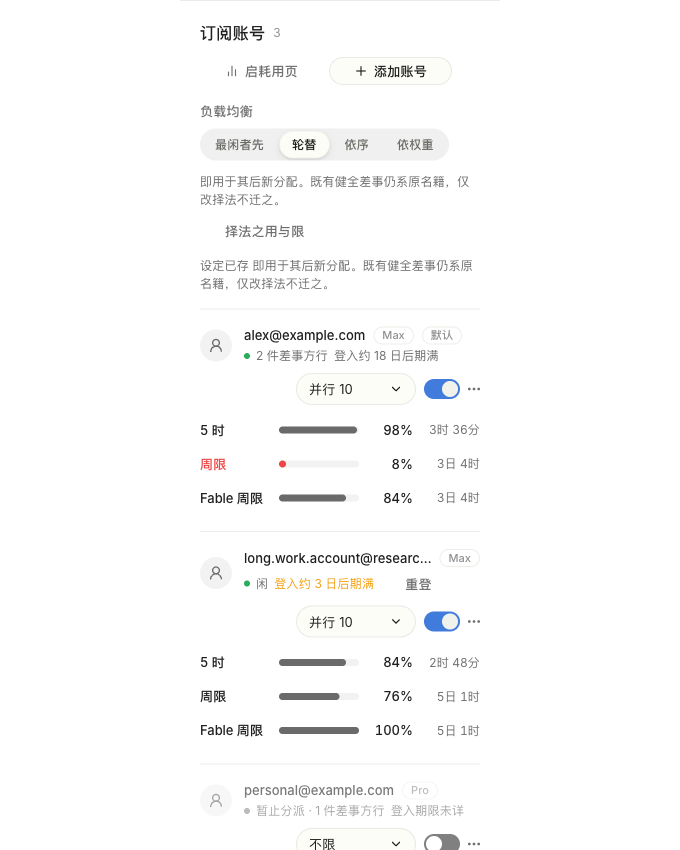 订阅账号 3
启耗用页
添加账号
负载均衡
最闲者先 轮替 依序 依权重
即用于其后新分配。既有健全差事仍系原名籍，仅
改择法不迁之。
择法之用与限
设定已存 即用于其后新分配。既有健全差事仍系原
名籍，仅改择法不迁之。
alex@example.com Max 默认
2 件差事方行 登入约 18 日后期满
并行 10
5 时 98% 3时 36分
周限 8% 3日 4时
Fable 周限 84% 3日 4时
long.work.account@researc... Max
闲 登入约 3 日后期满 重登
并行 10
5 时 84% 2时 48分
周限 76% 5日 1时
Fable 周限 100% 5日 1时
personal@example.com Pro
暂止分派 · 1 件差事方行 登入期限未详
不限